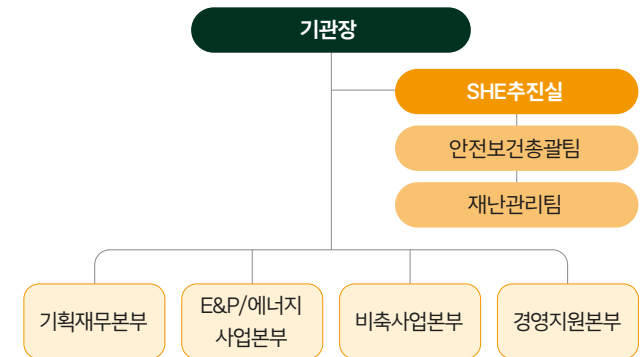 기관장
SHE추진실
안전보건총괄팀
재난관리팀
기획재무본부
E&P/에너지
사업본부
비축사업본부
경영지원본부